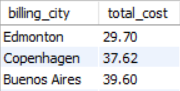 billing_city total_cost
Edmonton 29.70
Copenhagen 37.62
Buenos Aires 39.60